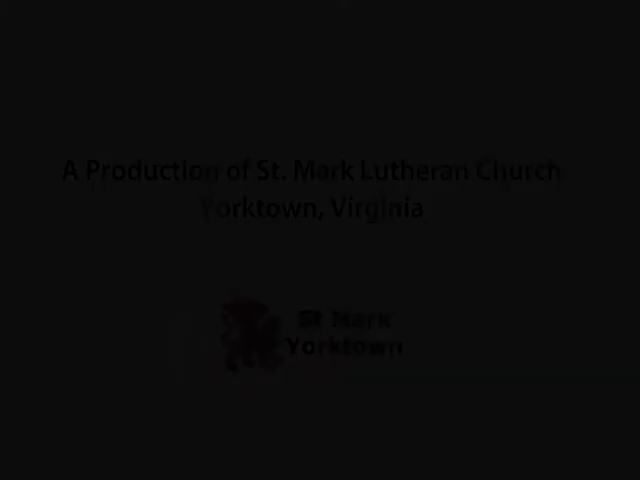 A Production of St. Mark Lutheran Church
Yorktown, Virginia
St Mark
Yorktown